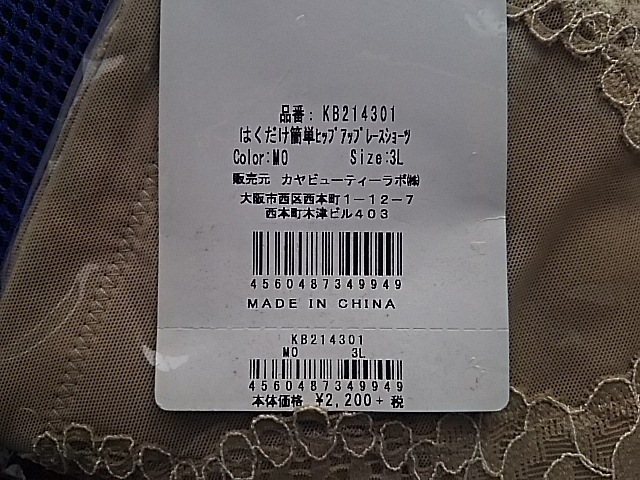 品番: KB214301
はくだけ簡単ﾋｯﾌﾟｱｯﾌﾟﾚｰｽｼｮｰﾂ
Color:MO Size:3L
販売元 カヤビューティーラボ㈱
大阪市西区西本町1-12-7
西本町木津ビル403
4560487349949
MADE IN CHINA
KB214301
MO 3L
4560487349949
本体価格 ¥2,200+ 税